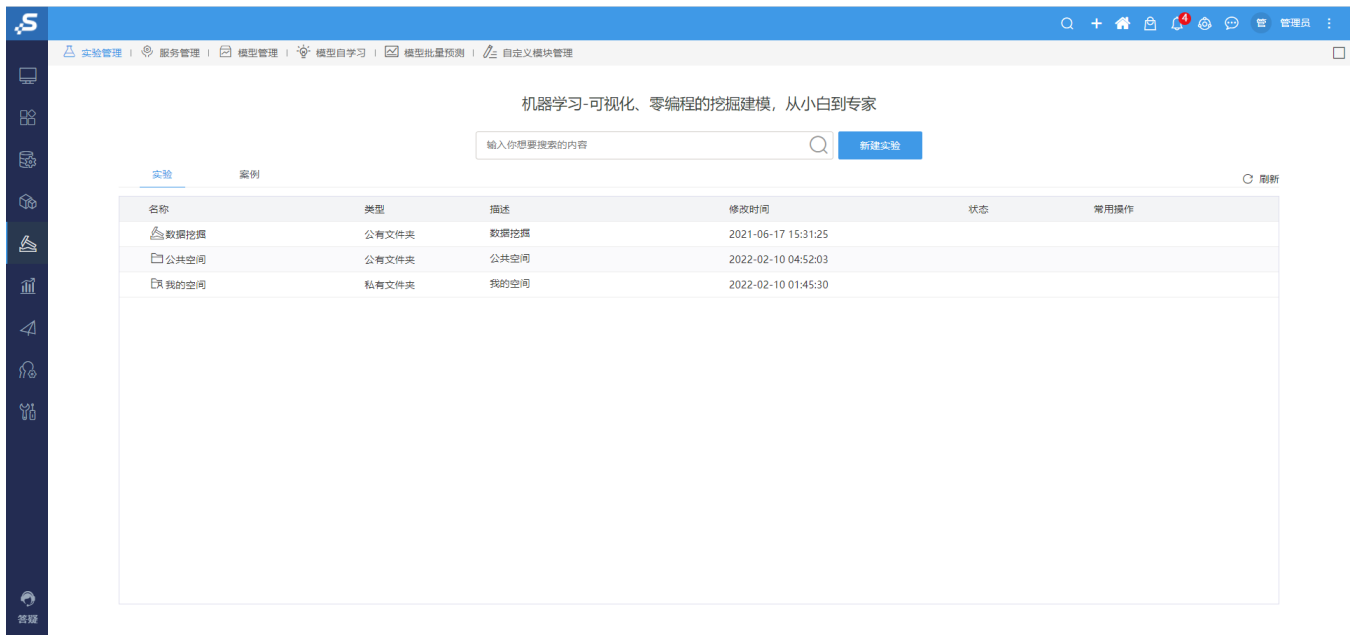 4 管 管理员
实验管理 服务管理 模型管理 模型自学习 模型批量预测 自定义模块管理
机器学习-可视化、零编程的挖掘建模，从小白到专家
输入你想要搜索的内容 新建实验
实验 案例 刷新
名称 类型 描述 修改时间 状态 常用操作
数据挖掘 公有文件夹 数据挖掘 2021-06-17 15:31:25
公共空间 公有文件夹 公共空间 2022-02-10 04:52:03
我的空间 私有文件夹 我的空间 2022-02-10 01:45:30
答疑